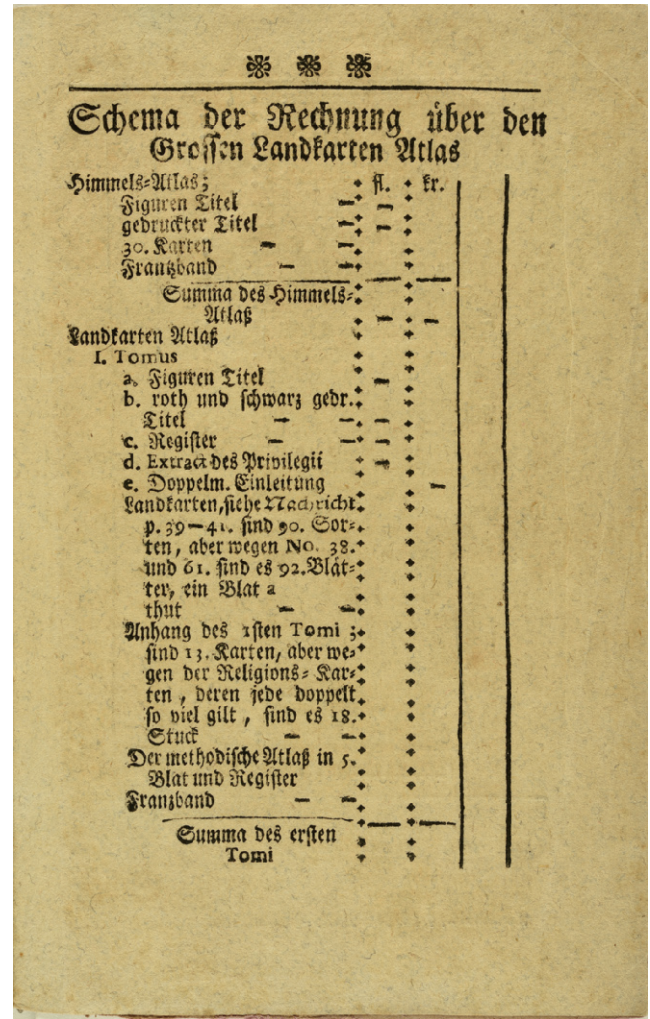 Schema der Rechnung über den
Grossen Landkarten Atlas
Himmels-Atlas; fl. kr.
Figuren Titel —
gedruckter Titel — —
30. Karten — —
Frantzband — —
Summa des Himmels-
Atlaß — —
Landkarten Atlaß
I. Tomus
a. Figuren Titel —
b. roth und schwarz gedr.
Titel — — —
c. Register — — —
d. Extract des Privilegii —
e. Doppelm. Einleitung —
Landkarten, siehe Nachricht
p. 39—41. sind 90. Sor-
ten, aber wegen No. 38.
und 61. sind es 92. Blät-
ter, ein Blat a
thut — —
Anhang des 1sten Tomi;
sind 13. Karten, aber we-
gen der Religions-Kar-
ten, deren jede doppelt
so viel gilt, sind es 18.
Stuck — —
Der methodische Atlaß in 5.
Blat und Register
Franzband — —
Summa des ersten
Tomi